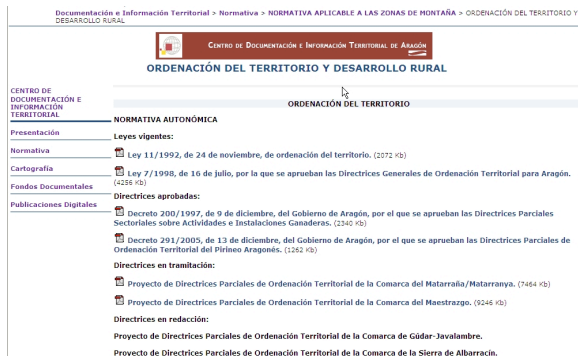 Documentación e Información Territorial > Normativa > NORMATIVA APLICABLE A LAS ZONAS DE MONTAÑA > ORDENACIÓN DEL TERRITORIO Y
DESARROLLO RURAL
CENTRO DE DOCUMENTACIÓN E INFORMACIÓN TERRITORIAL DE ARAGÓN
ORDENACIÓN DEL TERRITORIO Y DESARROLLO RURAL
CENTRO DE
DOCUMENTACIÓN E
INFORMACIÓN
TERRITORIAL
Presentación
Normativa
Cartografía
Fondos Documentales
Publicaciones Digitales
ORDENACIÓN DEL TERRITORIO
NORMATIVA AUTONÓMICA
Leyes vigentes:
Ley 11/1992, de 24 de noviembre, de ordenación del territorio. (2072 Kb)
Ley 7/1998, de 16 de julio, por la que se aprueban las Directrices Generales de Ordenación Territorial para Aragón.
(4256 Kb)
Directrices aprobadas:
Decreto 200/1997, de 9 de diciembre, del Gobierno de Aragón, por el que se aprueban las Directrices Parciales
Sectoriales sobre Actividades e Instalaciones Ganaderas. (2340 Kb)
Decreto 291/2005, de 13 de diciembre, del Gobierno de Aragón, por el que se aprueban las Directrices Parciales de
Ordenación Territorial del Pirineo Aragonés. (1262 Kb)
Directrices en tramitación:
Proyecto de Directrices Parciales de Ordenación Territorial de la Comarca del Matarraña/Matarranya. (7464 Kb)
Proyecto de Directrices Parciales de Ordenación Territorial de la Comarca del Maestrazgo. (9246 Kb)
Directrices en redacción:
Proyecto de Directrices Parciales de Ordenación Territorial de la Comarca de Gúdar-Javalambre.
Proyecto de Directrices Parciales de Ordenación Territorial de la Comarca de la Sierra de Albarracín.